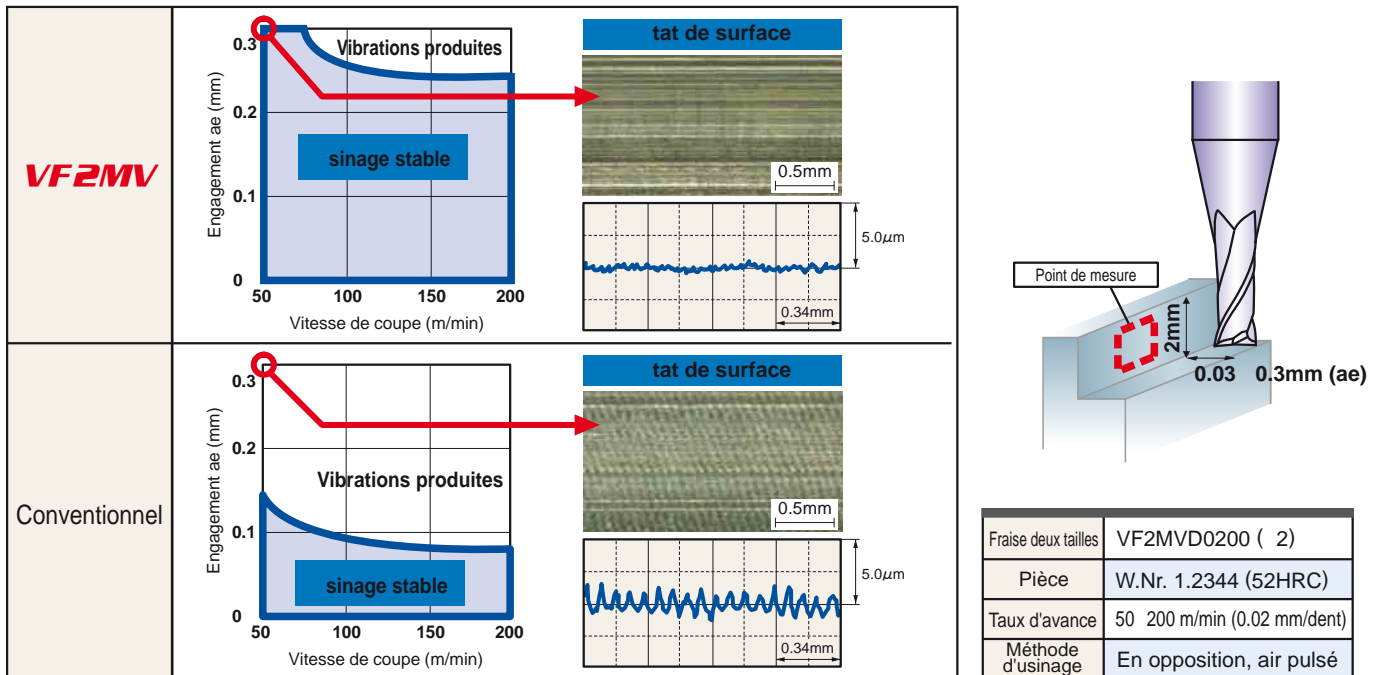 VF2MV
Engagement ae (mm)
0.3
0.2
0.1
0
50
100
150
200
Vitesse de coupe (m/min)
Vibrations produites
sinage stable
tat de surface
0.5mm
5.0μm
0.34mm
Conventionnel
Engagement ae (mm)
0.3
0.2
0.1
0
50
100
150
200
Vitesse de coupe (m/min)
Vibrations produites
sinage stable
tat de surface
0.5mm
5.0μm
0.34mm
Point de mesure
2mm
0.03 0.3mm (ae)
Fraise deux tailles VF2MVD0200 ( 2)
Pièce W.Nr. 1.2344 (52HRC)
Taux d'avance 50 200 m/min (0.02 mm/dent)
Méthode
d'usinage En opposition, air pulsé